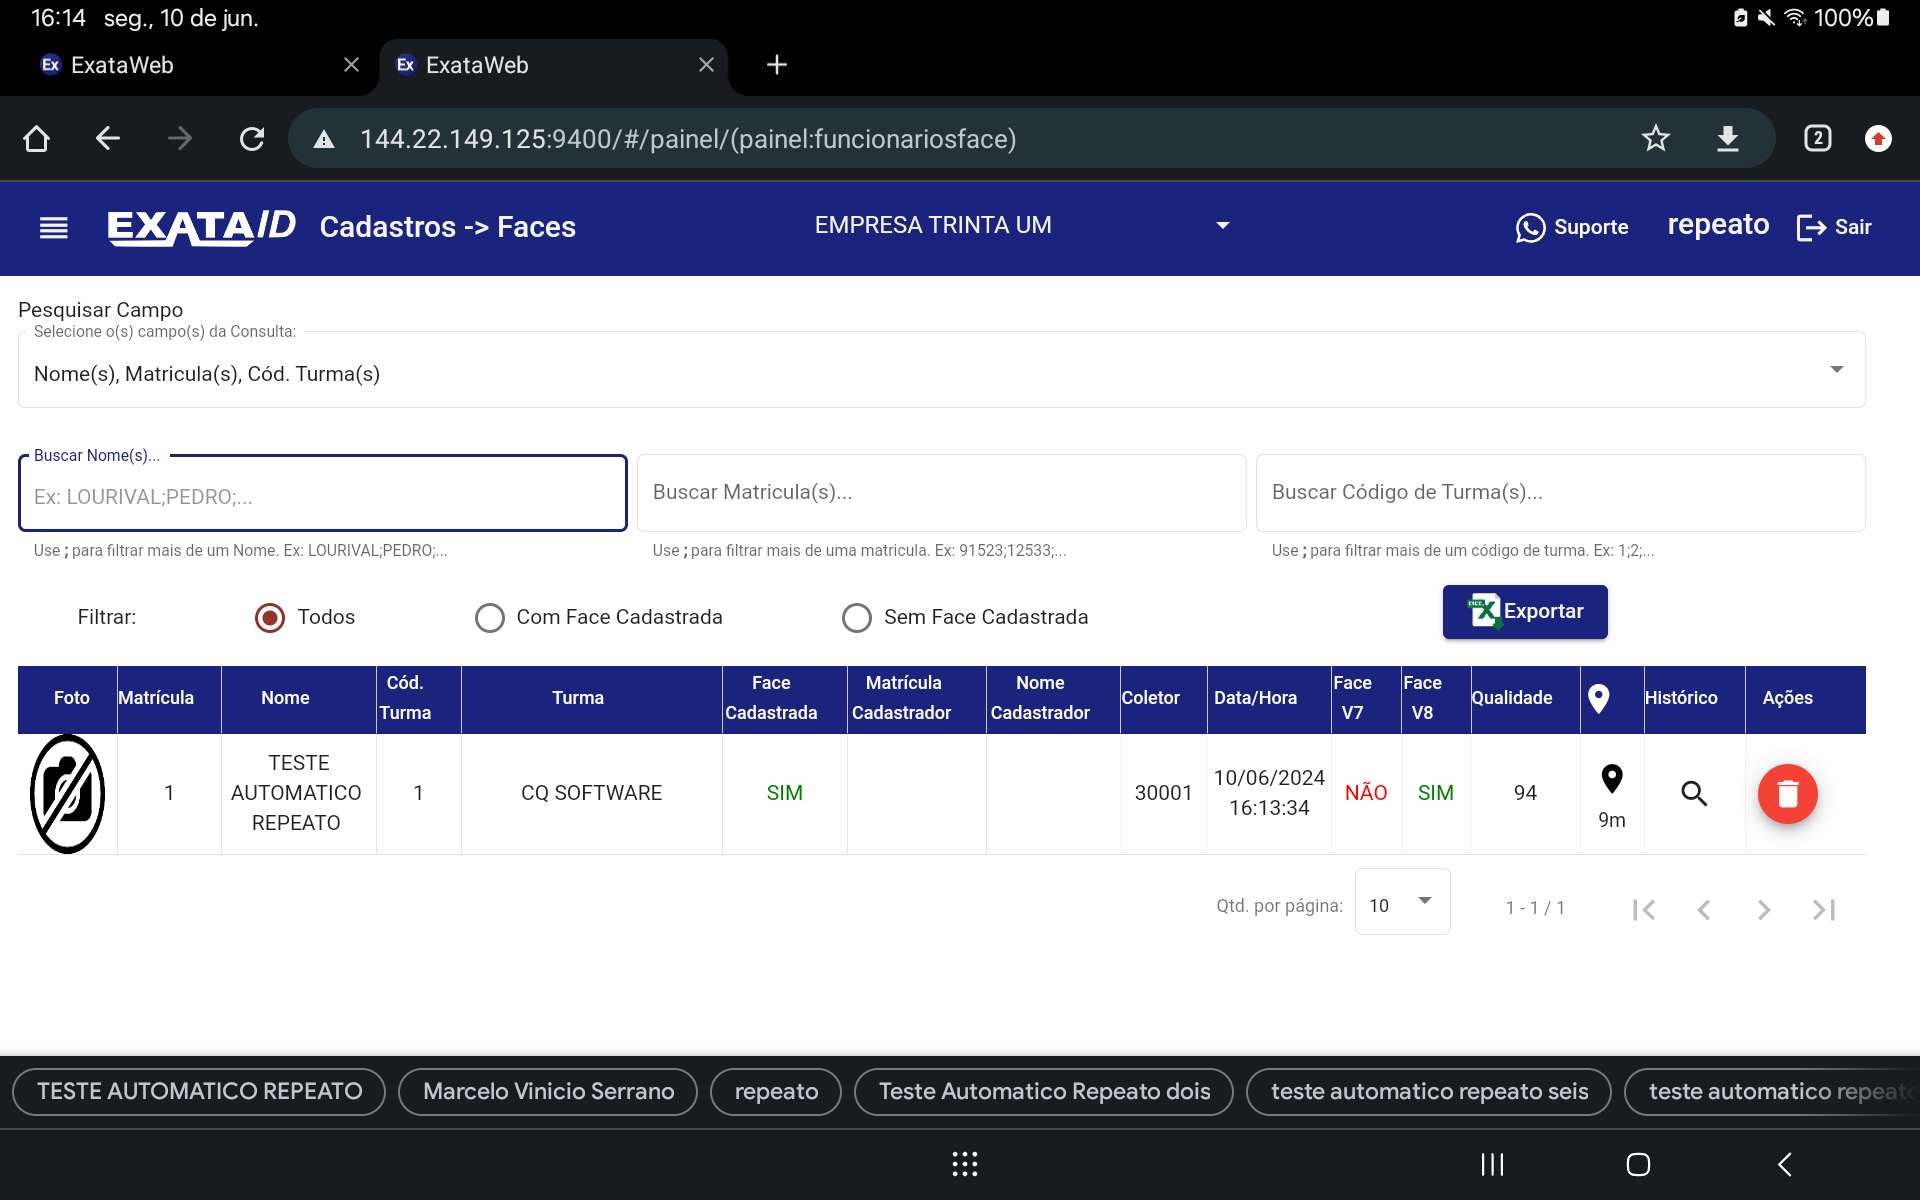 16:14 seg., 10 de jun.
100%
Ex ExataWeb
Ex ExataWeb
144.22.149.125:9400/#/painel/(painel:funcionariosface)
2
EXATA/ID Cadastros -> Faces
EMPRESA TRINTA UM
Suporte
repeato
Sair
Pesquisar Campo
Selecione o(s) campo(s) da Consulta:
Nome(s), Matricula(s), Cód. Turma(s)
Buscar Nome(s)...
Ex: LOURIVAL;PEDRO;...
Buscar Matricula(s)...
Buscar Código de Turma(s)...
Use ; para filtrar mais de um Nome. Ex: LOURIVAL;PEDRO;...
Use ; para filtrar mais de uma matricula. Ex: 91523;12533;...
Use ; para filtrar mais de um código de turma. Ex: 1;2;...
Filtrar:
Todos
Com Face Cadastrada
Sem Face Cadastrada
Exportar
Foto
Matrícula
Nome
Cód. Turma
Turma
Face Cadastrada
Matrícula Cadastrador
Nome Cadastrador
Coletor
Data/Hora
Face V7
Face V8
Qualidade
Histórico
Ações
1
TESTE AUTOMATICO REPEATO
1
CQ SOFTWARE
SIM
30001
10/06/2024 16:13:34
NÃO
SIM
94
9m
Qtd. por página:
10
1 - 1 / 1
TESTE AUTOMATICO REPEATO
Marcelo Vinicio Serrano
repeato
Teste Automatico Repeato dois
teste automatico repeato seis
teste automatico repeato